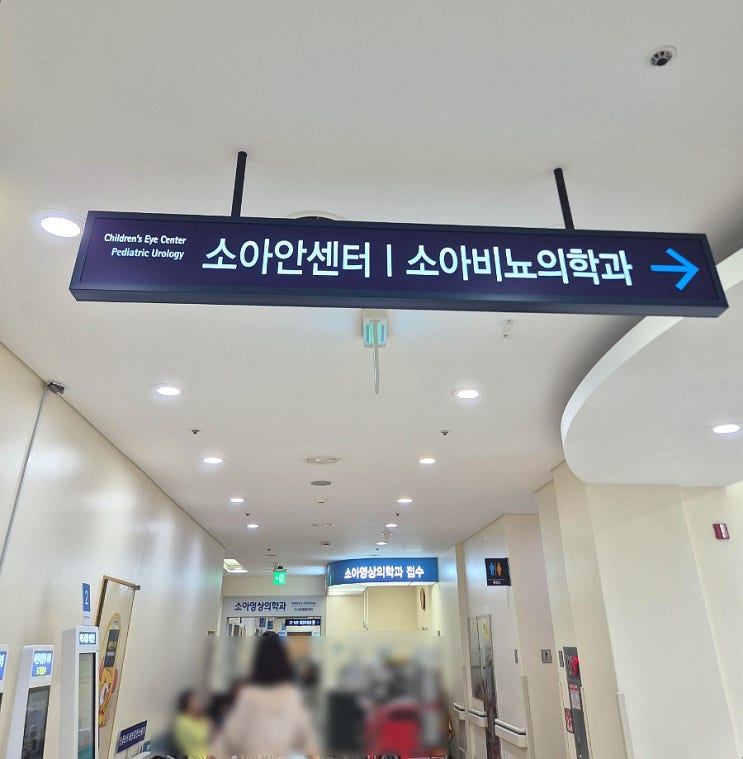 Children's Eye Center
Pediatric Urology
소아안센터 | 소아비뇨의학과
소아영상의학과 접수
소아영상의학과
2